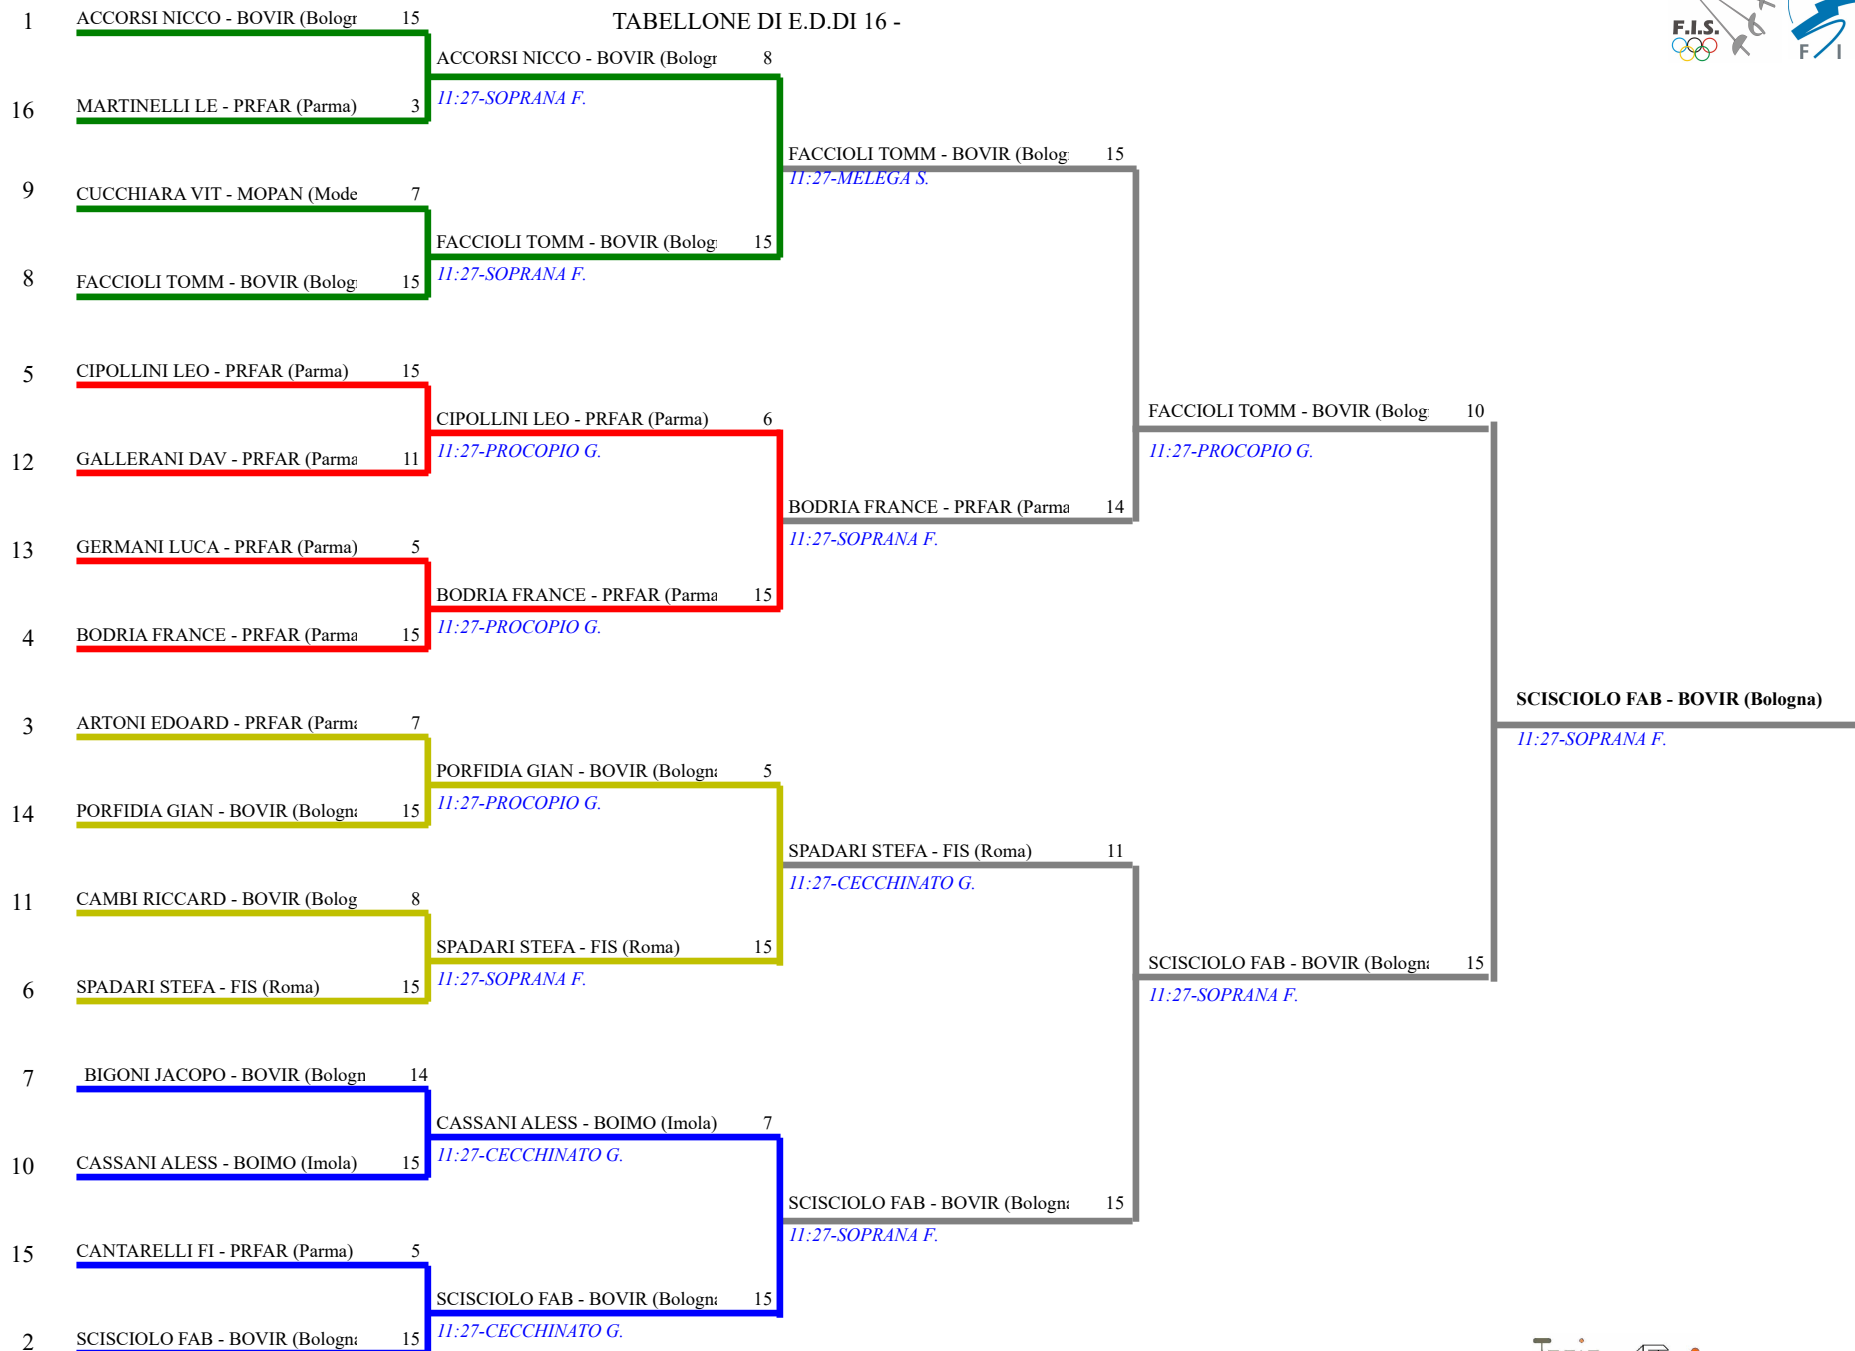 TABELLONE DI E.D.DI 16 -
F.I.S.
F I
1 ACCORSI NICCO - BOVIR (Bologr 15
ACCORSI NICCO - BOVIR (Bologr 8
11:27-SOPRANA F.
16 MARTINELLI LE - PRFAR (Parma) 3
FACCIOLI TOMM - BOVIR (Bolog 15
11:27-MELEGA S.
9 CUCCHIARA VIT - MOPAN (Mode 7
FACCIOLI TOMM - BOVIR (Bolog 15
11:27-SOPRANA F.
8 FACCIOLI TOMM - BOVIR (Bolog 15
5 CIPOLLINI LEO - PRFAR (Parma) 15
CIPOLLINI LEO - PRFAR (Parma) 6
11:27-PROCOPIO G.
FACCIOLI TOMM - BOVIR (Bolog 10
11:27-PROCOPIO G.
12 GALLERANI DAV - PRFAR (Parma 11
BODRIA FRANCE - PRFAR (Parma 14
11:27-SOPRANA F.
13 GERMANI LUCA - PRFAR (Parma) 5
BODRIA FRANCE - PRFAR (Parma 15
11:27-PROCOPIO G.
4 BODRIA FRANCE - PRFAR (Parma 15
SCISCIOLO FAB - BOVIR (Bologna)
11:27-SOPRANA F.
3 ARTONI EDOARD - PRFAR (Parma 7
PORFIDIA GIAN - BOVIR (Bologna 5
11:27-PROCOPIO G.
14 PORFIDIA GIAN - BOVIR (Bologna 15
SPADARI STEFA - FIS (Roma) 11
11:27-CECCHINATO G.
11 CAMBI RICCARD - BOVIR (Bolog 8
SPADARI STEFA - FIS (Roma) 15
11:27-SOPRANA F.
SCISCIOLO FAB - BOVIR (Bologna 15
11:27-SOPRANA F.
6 SPADARI STEFA - FIS (Roma) 15
7 BIGONI JACOPO - BOVIR (Bologn 14
CASSANI ALESS - BOIMO (Imola) 7
11:27-CECCHINATO G.
10 CASSANI ALESS - BOIMO (Imola) 15
SCISCIOLO FAB - BOVIR (Bologna 15
11:27-SOPRANA F.
15 CANTARELLI FI - PRFAR (Parma) 5
SCISCIOLO FAB - BOVIR (Bologna 15
11:27-CECCHINATO G.
2 SCISCIOLO FAB - BOVIR (Bologna 15